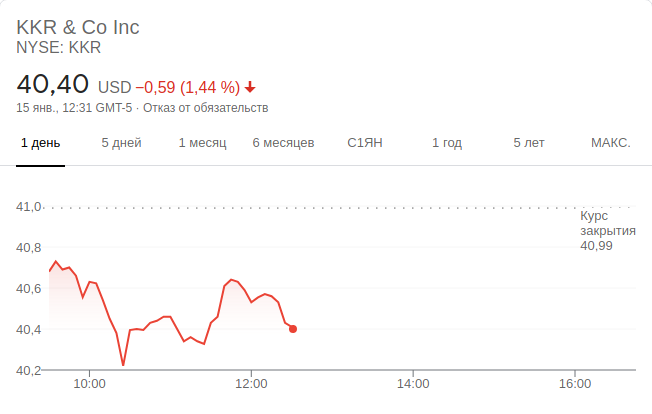 KKR & Co Inc
NYSE: KKR
40,40 USD −0,59 (1,44 %)
15 янв., 12:31 GMT-5 · Отказ от обязательств
1 день 5 дней 1 месяц 6 месяцев С1ЯН 1 год 5 лет МАКС.
41,0
Курс
закрытия
40,99
40,8
40,6
40,4
40,2
10:00 12:00 14:00 16:00